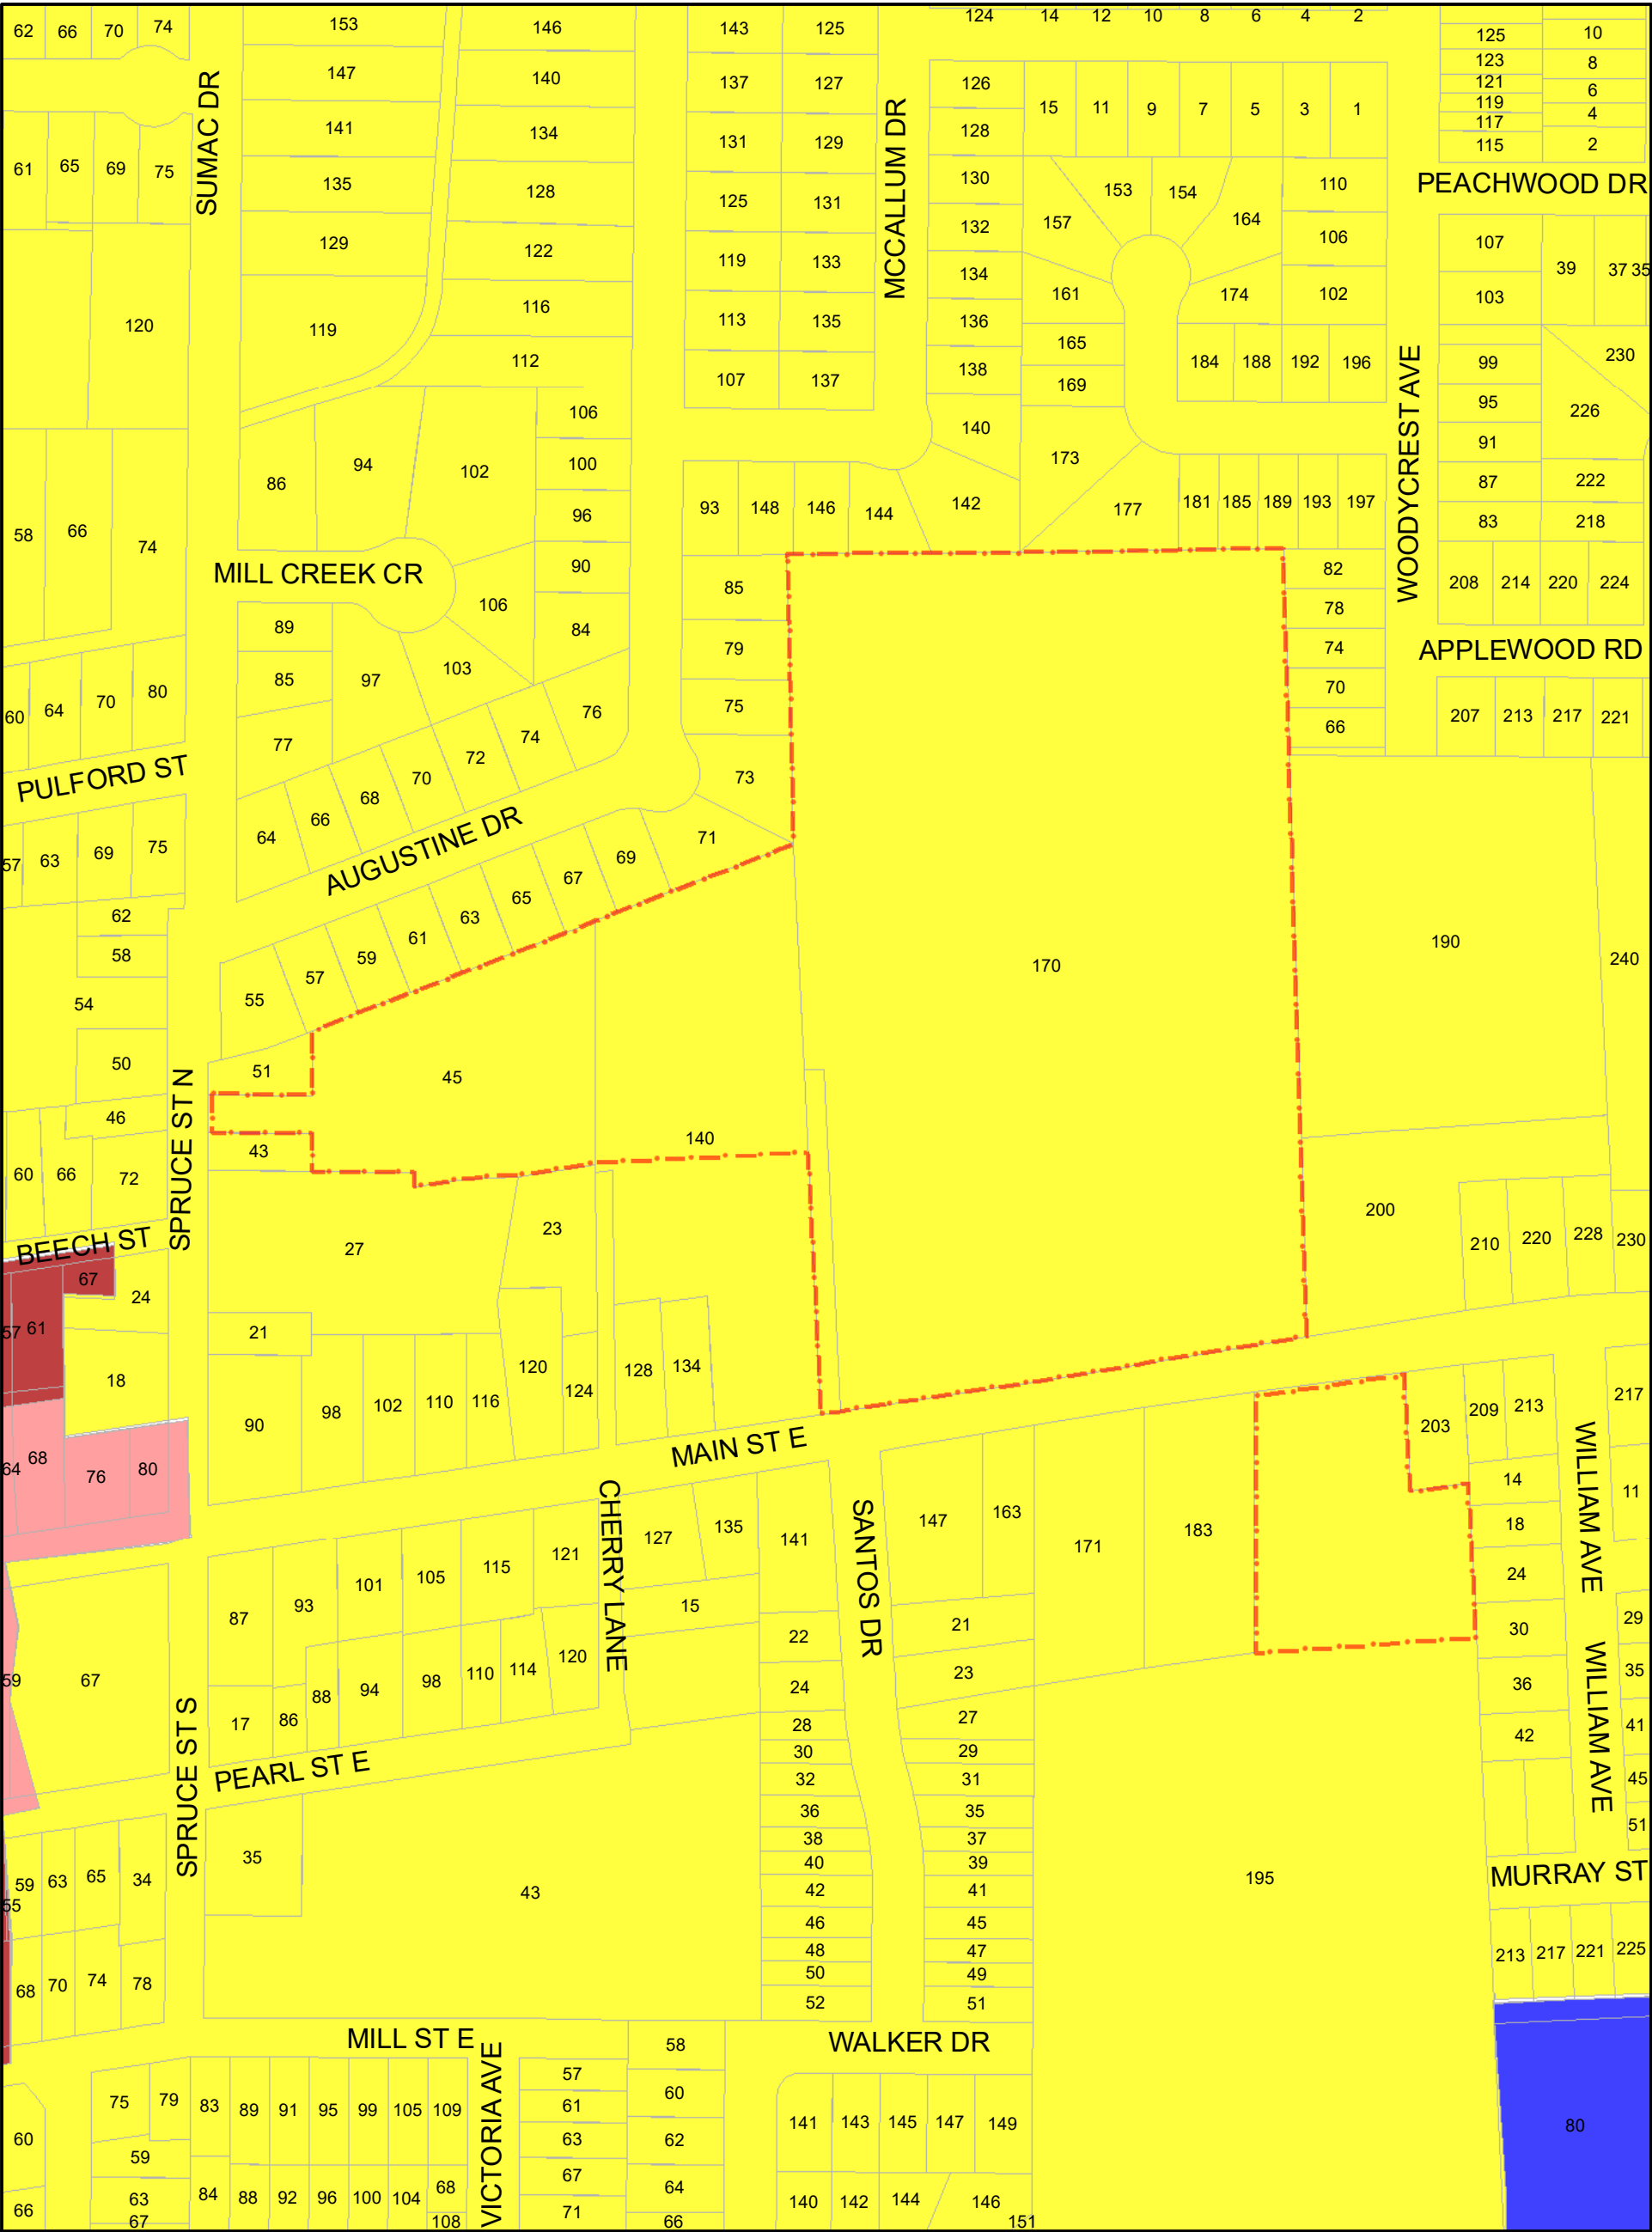 62 66 70 74 153 146 143 125 124 14 12 10 8 6 4 2 125 10
123 8
147 140 137 127 126 15 11 9 7 5 3 1 121 6
119 4
117
141 134 131 129 128 115 2
SUMAC DR
MCCALLUM DR
61 65 69 75 135 128 125 131 130 153 154 110 PEACHWOOD DR
157 164
132
129 122 119 133 106 107
134 39 37 35
161 174 102 103
120 119 116 113 135 136
165 184 188 192 196 99 230
112 107 137 138 169
WOODYCREST AVE
95
106 140 226
91
86 94 102 100 173
87 222
58 66 74 96 93 148 146 144 142 177 181 185 189 193 197 83 218
MILL CREEK CR
90 85 82 208 214 220 224
106 78
89 84 79 74 APPLEWOOD RD
103
85 97 70
60 64 70 80 76 75 66 207 213 217 221
77 74
72
PULFORD ST
70 73
68
66
64 71
AUGUSTINE DR
57 63 69 75 69
67
65
62 63
61
58 59 190
57 170 240
55
54
50 51 45
SPRUCE ST N
46 140
43
60 66 72
23 200
BEECH ST 27 210 220 228 230
67 24
57 61 21
18 120 128 134
124
98 102 110 116 217
90 209 213
203
MAIN ST E
64 68 76 80 14
WILLIAM AVE
CHERRY LANE
SANTOS DR
127 135 141 147 163 183 11
18
101 105 115 121 171
24
87 93 15 21 29
22 30
59 67 88 94 98 110 114 120 23 35
24 36
17 86 27 41
28 42
WILLIAM AVE
SPRUCE ST S
PEARL ST E
30 29
32 31 45
36 35 51
38 37
35 40 39
59 63 65 34 43 42 41 195 MURRAY ST
55
46 45
48 47 213 217 221 225
68 70 74 78 50 49
52 51
MILL ST E 58 WALKER DR
VICTORIA AVE
57
75 79 83 89 91 95 99 105 109 61 60 141 143 145 147 149 80
60 59 63 62
67 64
66 63 84 88 92 96 100 104 68 71 140 142 144 146
67 108 66 151